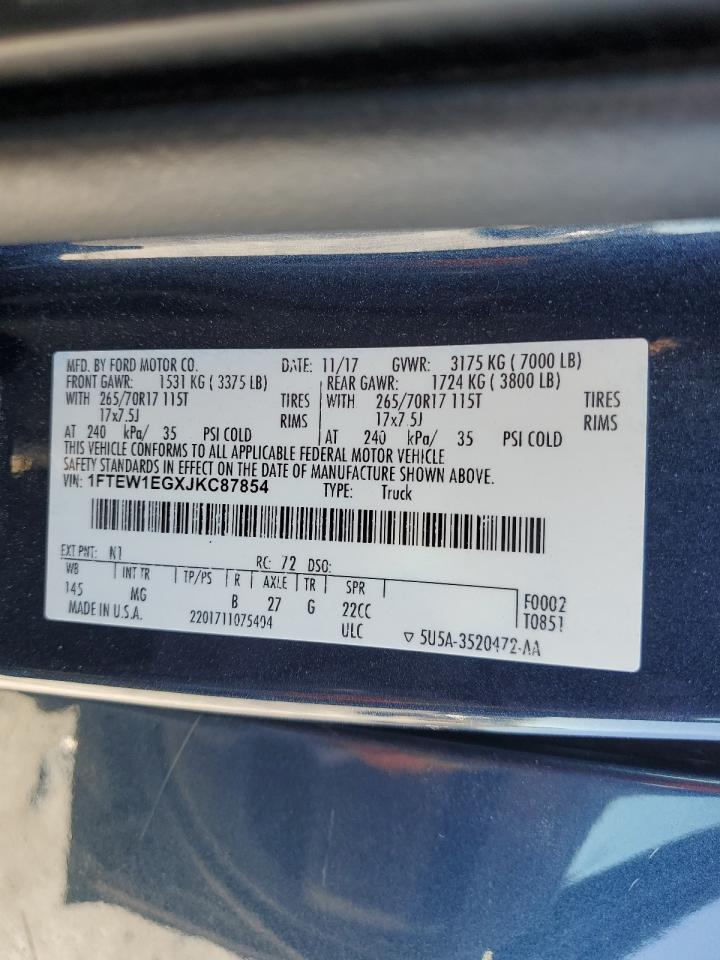 MFD. BY FORD MOTOR CO. DATE: 11/17 GVWR: 3175 KG ( 7000 LB)
FRONT GAWR: 1531 KG ( 3375 LB) REAR GAWR: 1724 KG ( 3800 LB)
WITH 265/70R17 115T TIRES WITH 265/70R17 115T TIRES
17x7.5J RIMS 17x7.5J RIMS
AT 240 kPa/ 35 PSI COLD AT 240 kPa/ 35 PSI COLD
THIS VEHICLE CONFORMS TO ALL APPLICABLE FEDERAL MOTOR VEHICLE
SAFETY STANDARDS IN EFFECT ON THE DATE OF MANUFACTURE SHOWN ABOVE.
VIN: 1FTEW1EGXJKC87854 TYPE: Truck
EXT PNT: N1 RC: 72 DSO:
WB INT TR TP/PS R AXLE TR SPR
145 MG B 27 G 22CC F0002
MADE IN U.S.A. 2201711075404 ULC T0851
5U5A-3520472-AA